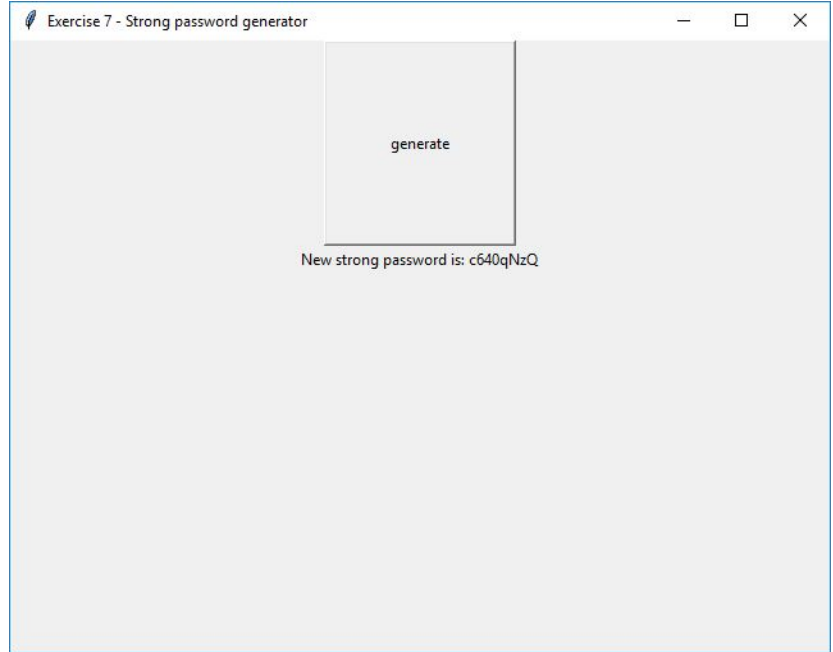 Exercise 7 - Strong password generator
generate
New strong password is: c640qNzQ